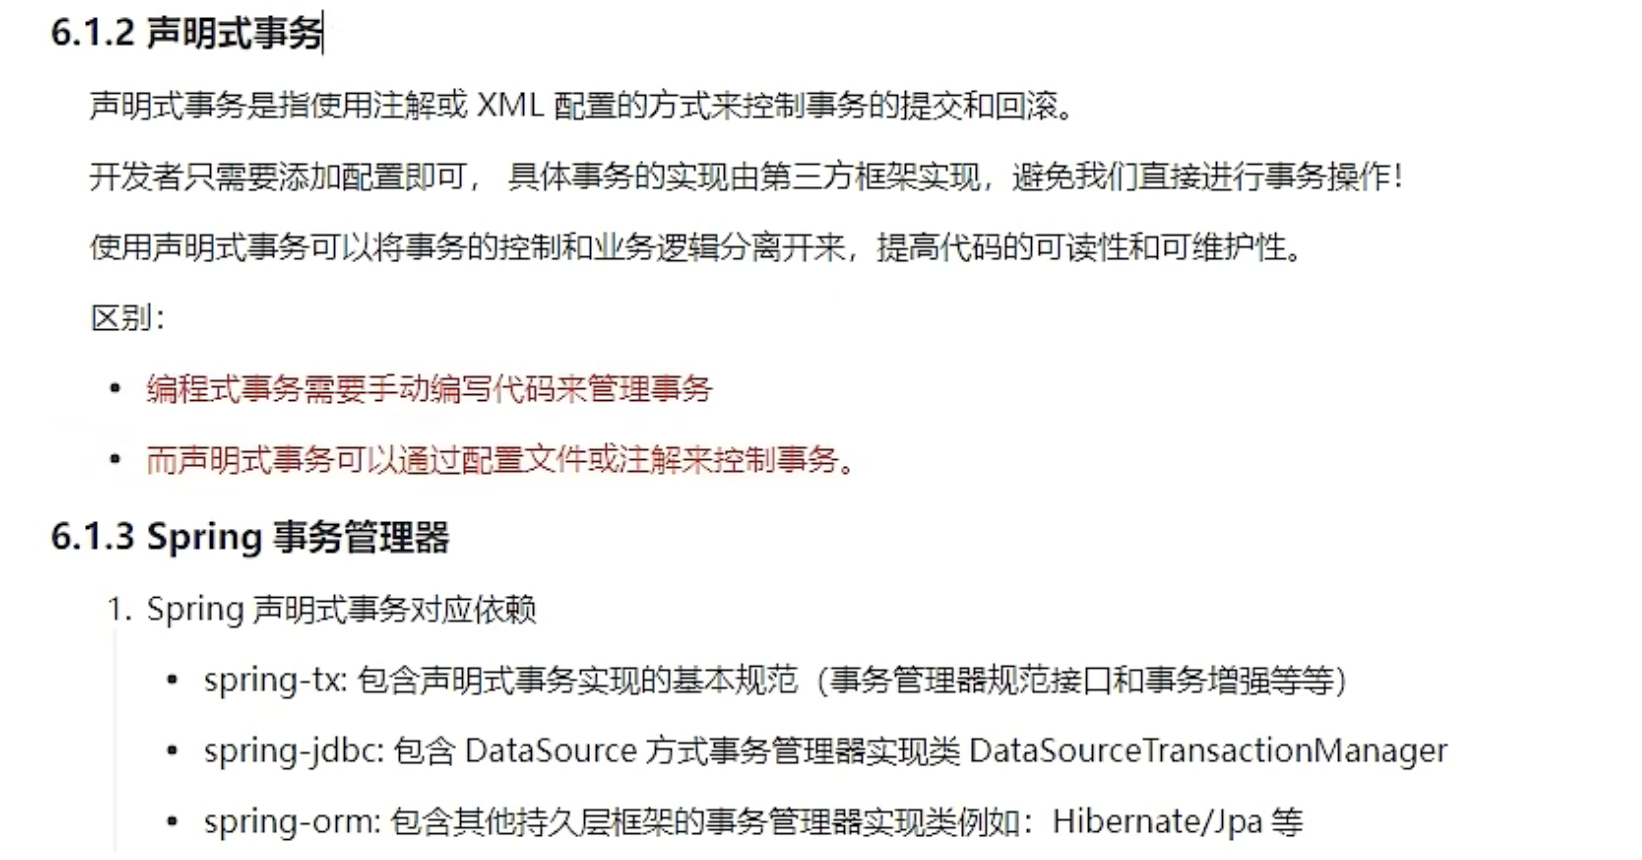 6.1.2 声明式事务
声明式事务是指使用注解或 XML 配置的方式来控制事务的提交和回滚。
开发者只需要添加配置即可， 具体事务的实现由第三方框架实现，避免我们直接进行事务操作！
使用声明式事务可以将事务的控制和业务逻辑分离开来，提高代码的可读性和可维护性。
区别：
• 编程式事务需要手动编写代码来管理事务
• 而声明式事务可以通过配置文件或注解来控制事务。
6.1.3 Spring 事务管理器
1. Spring 声明式事务对应依赖
• spring-tx: 包含声明式事务实现的基本规范（事务管理器规范接口和事务增强等等）
• spring-jdbc: 包含 DataSource 方式事务管理器实现类 DataSourceTransactionManager
• spring-orm: 包含其他持久层框架的事务管理器实现类例如：Hibernate/Jpa 等